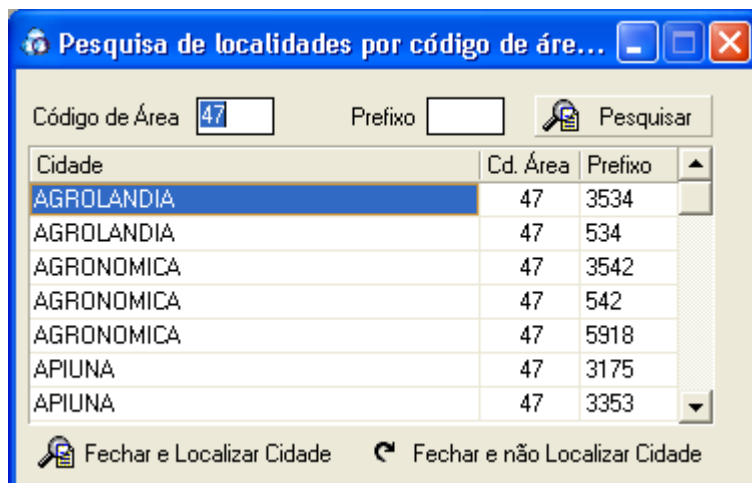 Pesquisa de localidades por código de áre...
Código de Área 47 Prefixo Pesquisar
Cidade Cd. Área Prefixo
AGROLANDIA 47 3534
AGROLANDIA 47 534
AGRONOMICA 47 3542
AGRONOMICA 47 542
AGRONOMICA 47 5918
APIUNA 47 3175
APIUNA 47 3353
Fechar e Localizar Cidade Fechar e não Localizar Cidade